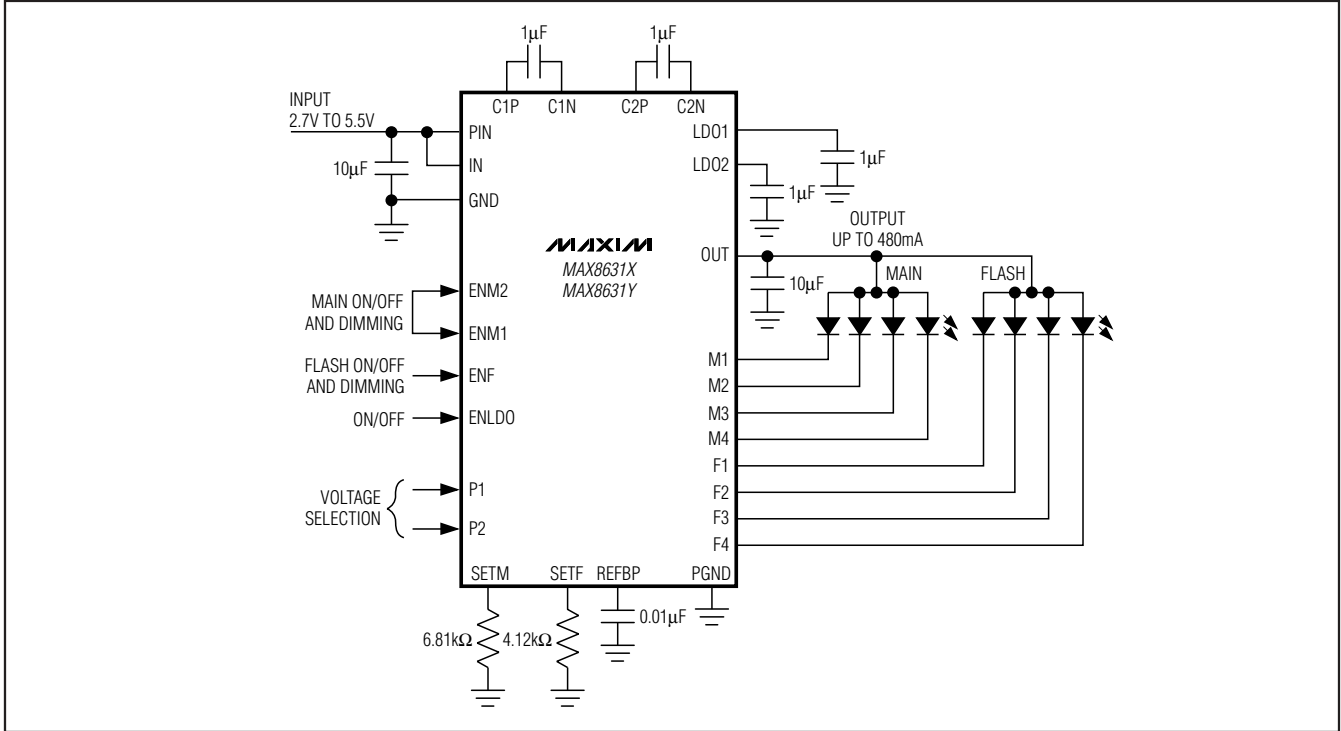 1µF
1µF
C1P
C1N
C2P
C2N
INPUT
2.7V TO 5.5V
PIN
IN
10µF
GND
LDO1
1µF
LDO2
1µF
MAXIM
MAX8631X
MAX8631Y
OUTPUT
UP TO 480mA
OUT
10µF
MAIN
FLASH
MAIN ON/OFF
AND DIMMING
ENM2
ENM1
FLASH ON/OFF
AND DIMMING
ENF
ON/OFF
ENLDO
VOLTAGE
SELECTION
P1
P2
M1
M2
M3
M4
F1
F2
F3
F4
SETM
SETF
REFBP
PGND
6.81kΩ
4.12kΩ
0.01µF